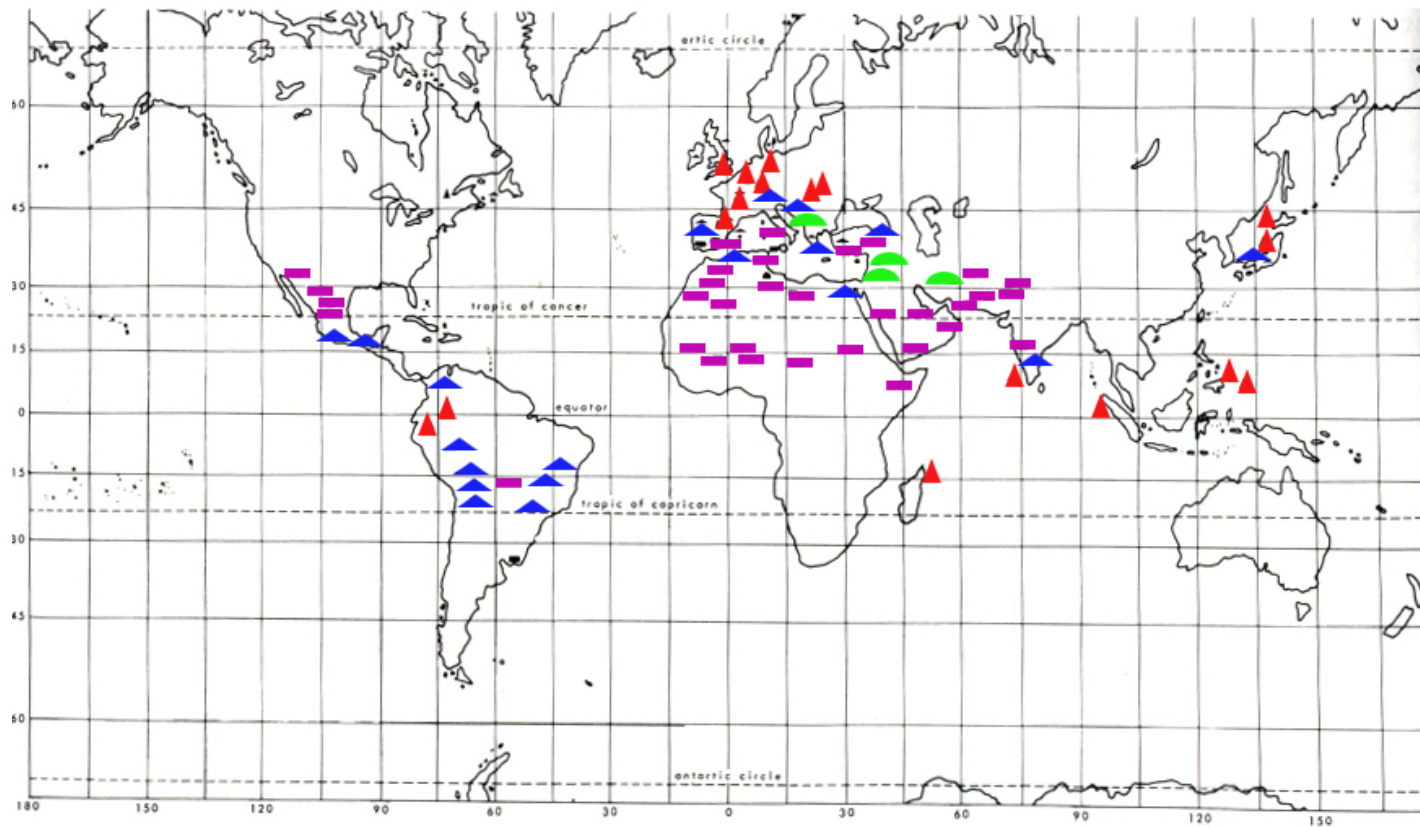 artic circle
60
45
30
tropic of cancer
15
0
equator
15
tropic of capricorn
30
45
60
antartic circle
180 150 120 90 60 30 0 30 60 90 120 150